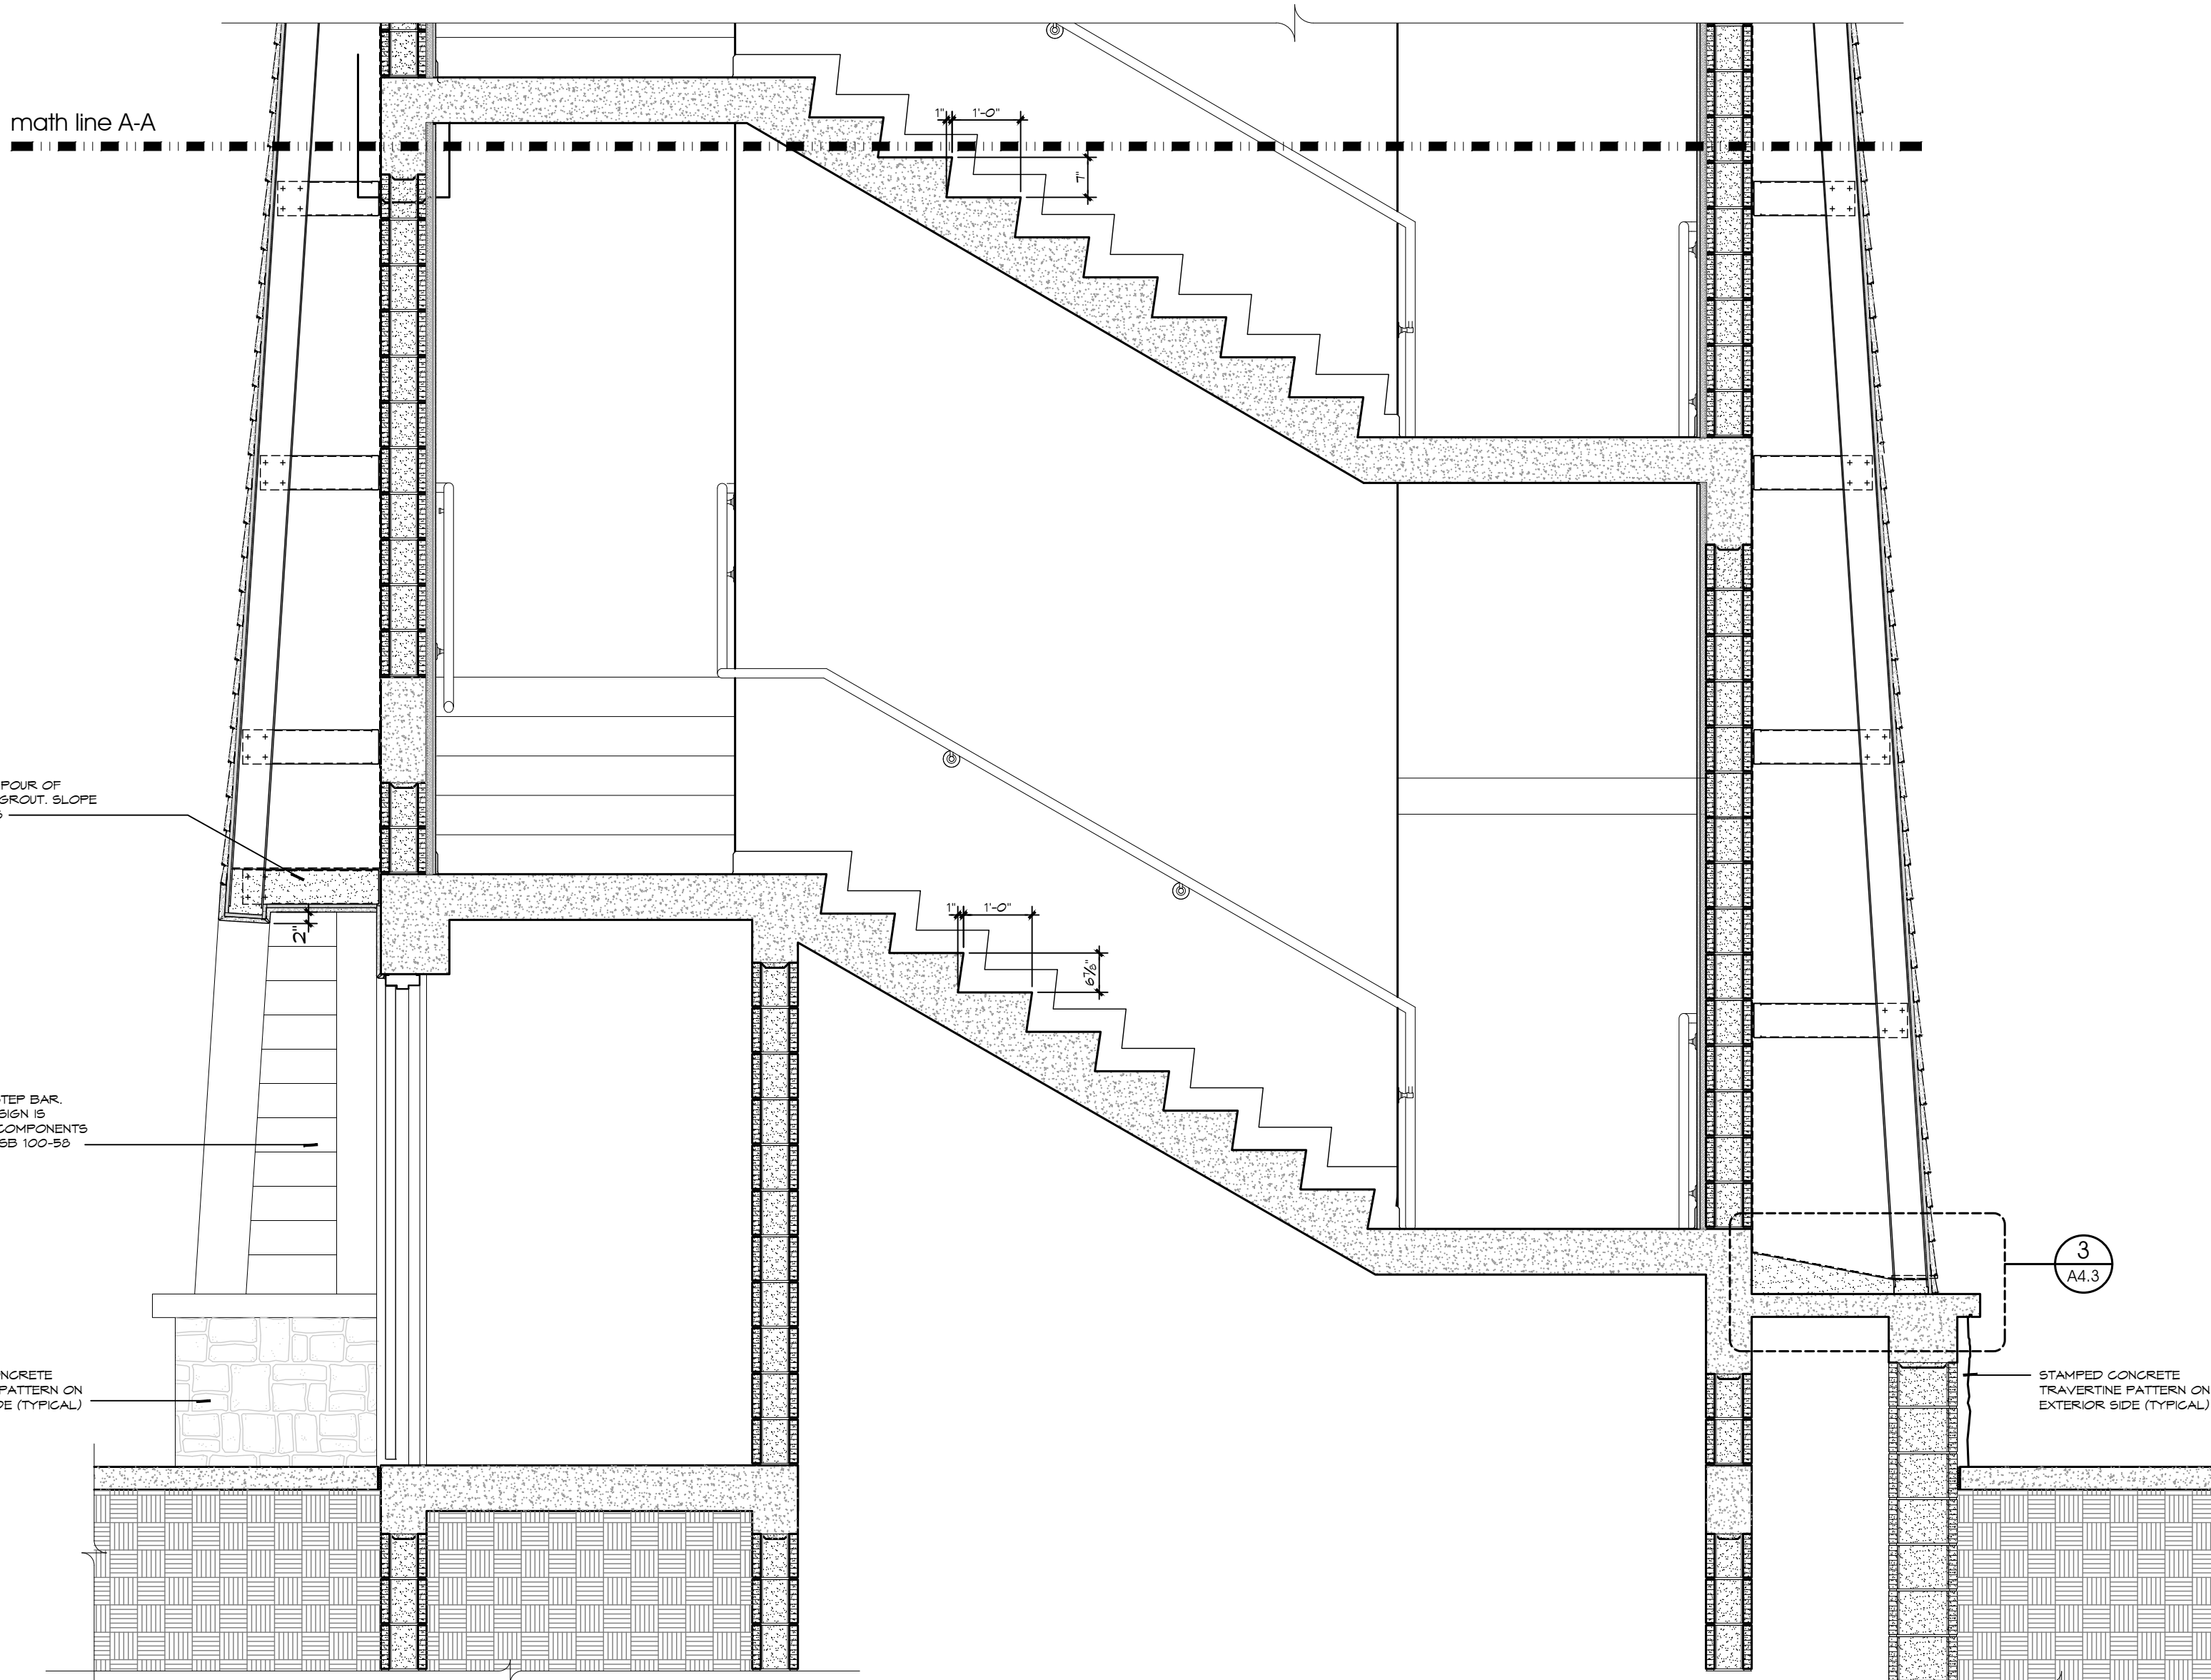 math line A-A
1" 1'-0"
7"
POUR OF
GROUT. SLOPE
1" 1'-0"
6⅞"
2"
STEP BAR.
SIGN IS
COMPONENTS
SB 100-58
3
A4.3
NCRETE
PATTERN ON
DE (TYPICAL)
STAMPED CONCRETE
TRAVERTINE PATTERN ON
EXTERIOR SIDE (TYPICAL)